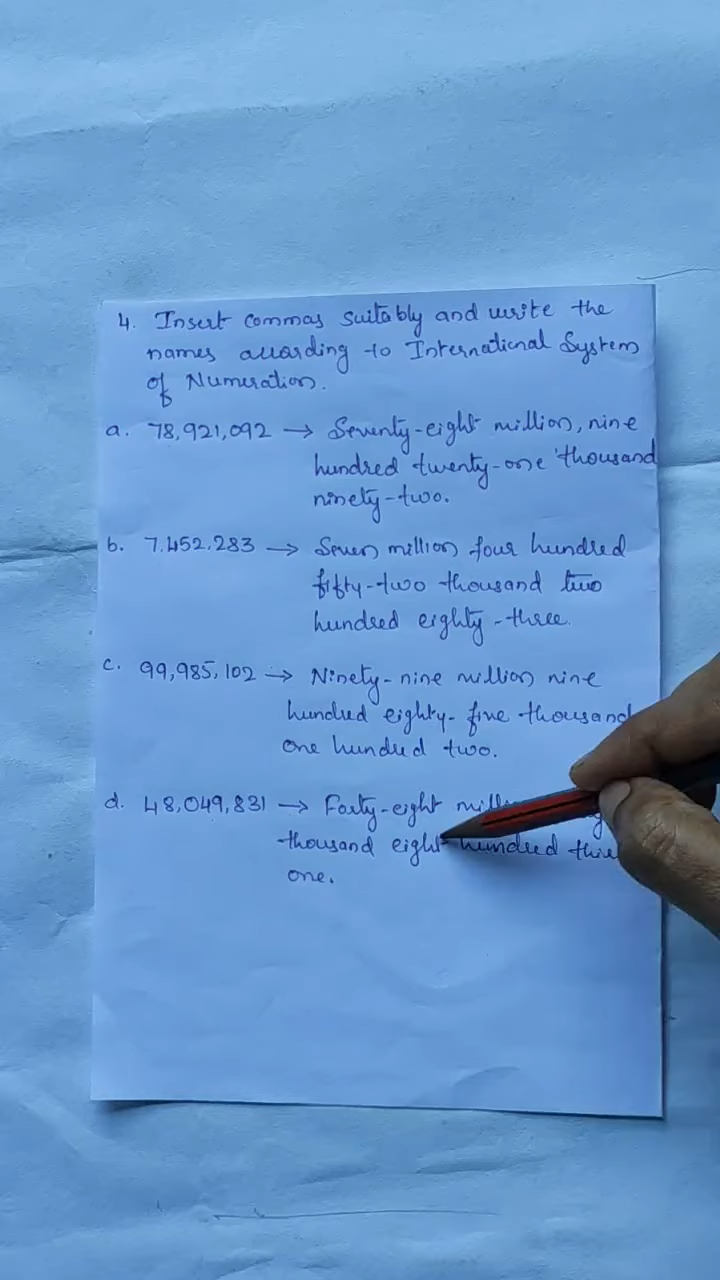 4. Insert commas suitably and write the
names according to International System
of Numeration.
a. 78,921,092 → Seventy-eight million, nine
hundred twenty-one thousand
ninety-two.
b. 7,452,283 → Seven million four hundred
fifty-two thousand two
hundred eighty-three.
c. 99,985,102 → Ninety-nine million nine
hundred eighty-five thousand
one hundred two.
d. 48,049,831 → Forty-eight
thousand eight hundred
one.